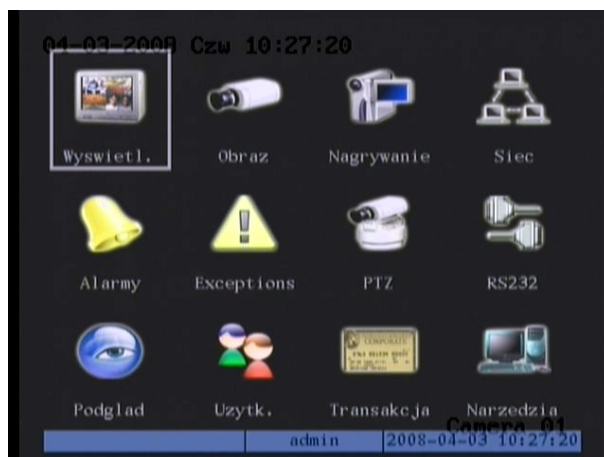 04-03-2008 Czw 10:27:20
Wyswietl. Obraz Nagrywanie Siec
Alarmy Exceptions PTZ RS232
CORPORATE
Podglad Uzytk. Transakcja Narzedzia
Camera 01
admin 2008-04-03 10:27:20